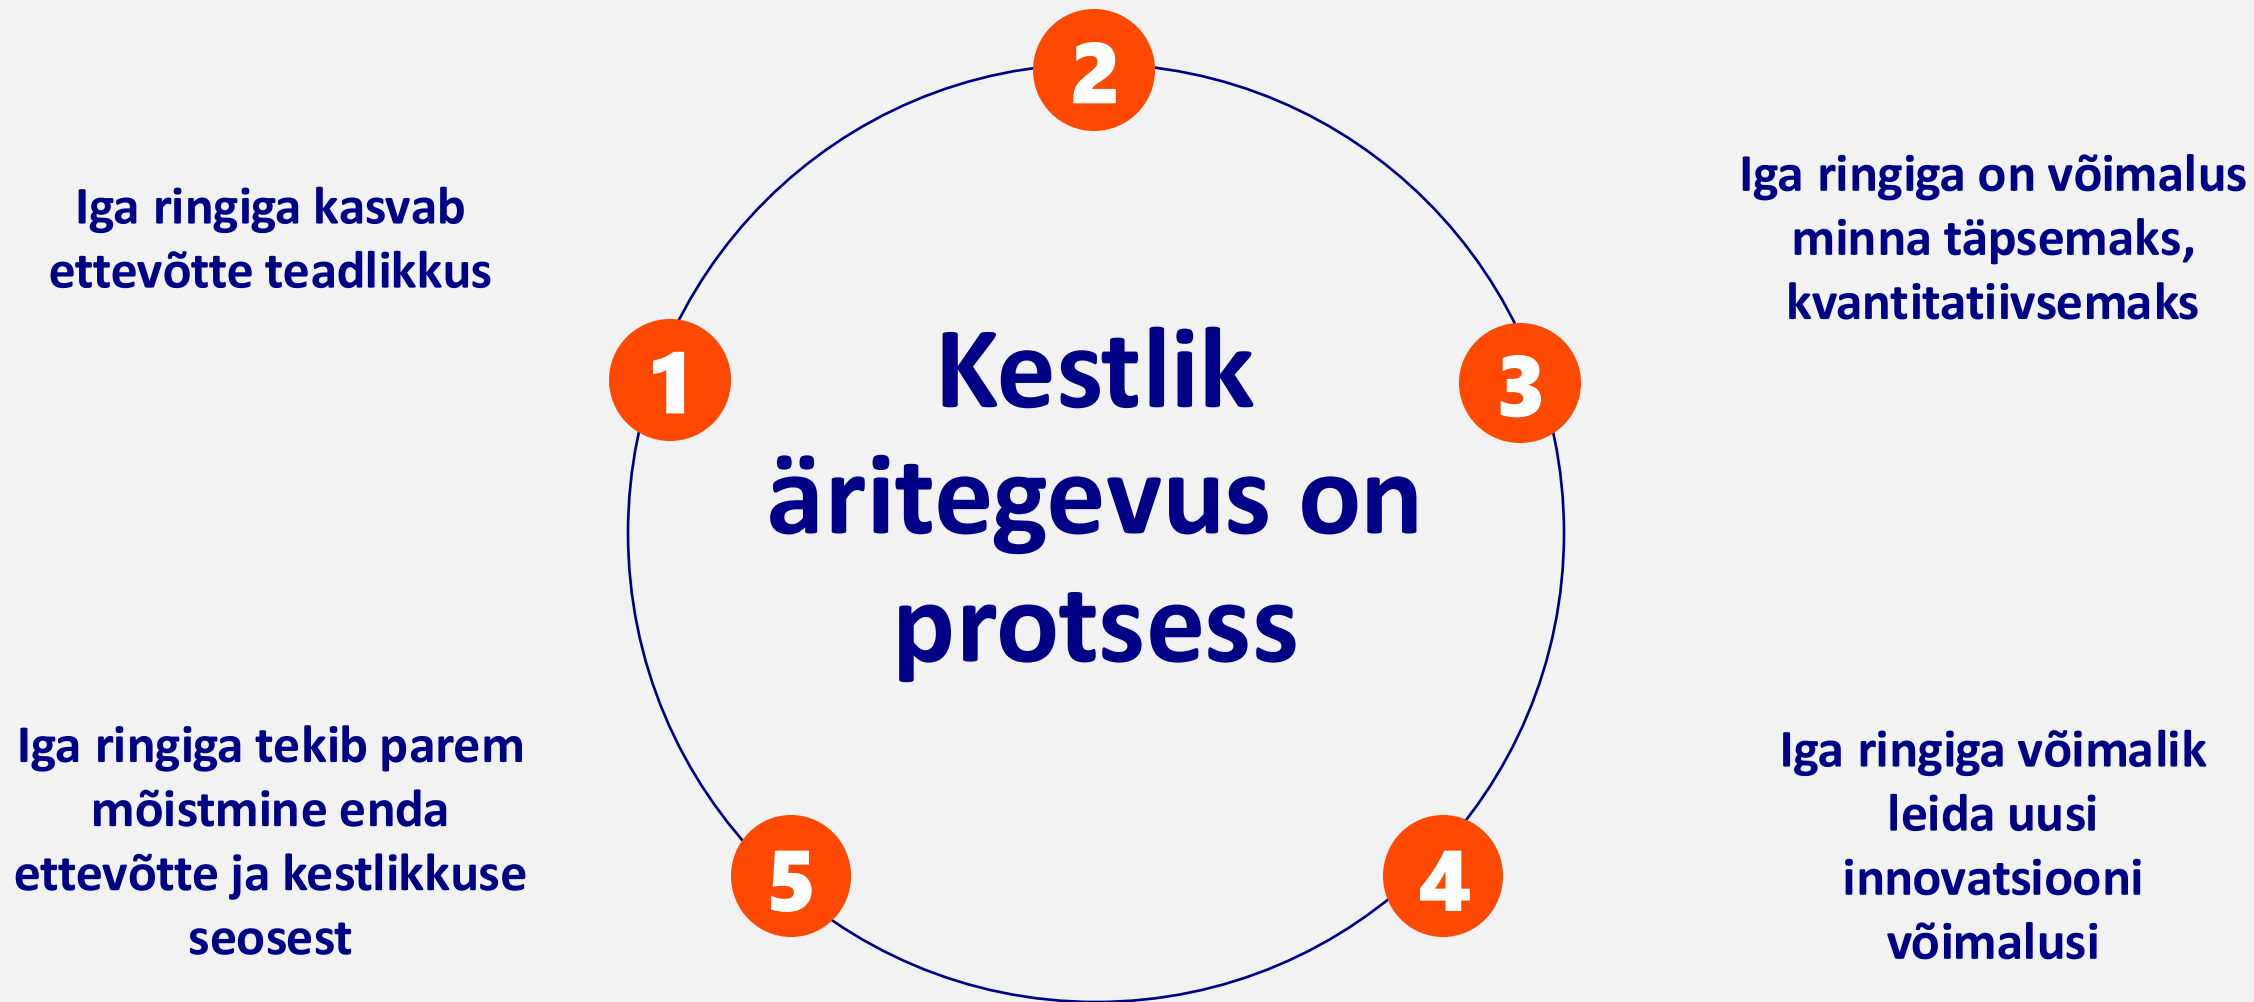 2
Iga ringiga kasvab
ettevõtte teadlikkus
1
Iga ringiga on võimalus
minna täpsemaks,
kvantitatiivsemaks
3
Kestlik
äritegevus on
protsess
Iga ringiga tekib parem
mõistmine enda
ettevõtte ja kestlikkuse
seosest
5
4
Iga ringiga võimalik
leida uusi
innovatsiooni
võimalusi